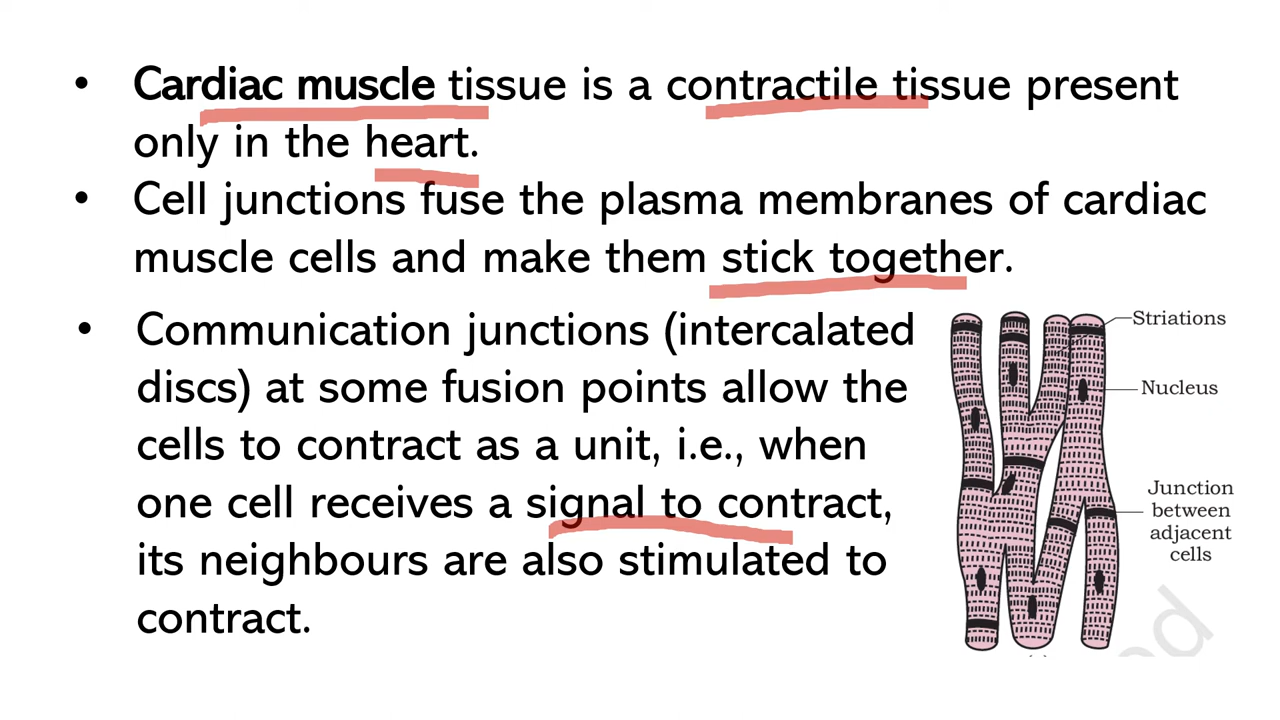 • Cardiac muscle tissue is a contractile tissue present
only in the heart.
• Cell junctions fuse the plasma membranes of cardiac
muscle cells and make them stick together.
• Communication junctions (intercalated
discs) at some fusion points allow the
cells to contract as a unit, i.e., when
one cell receives a signal to contract,
its neighbours are also stimulated to
contract.
Striations
Nucleus
Junction
between
adjacent
cells